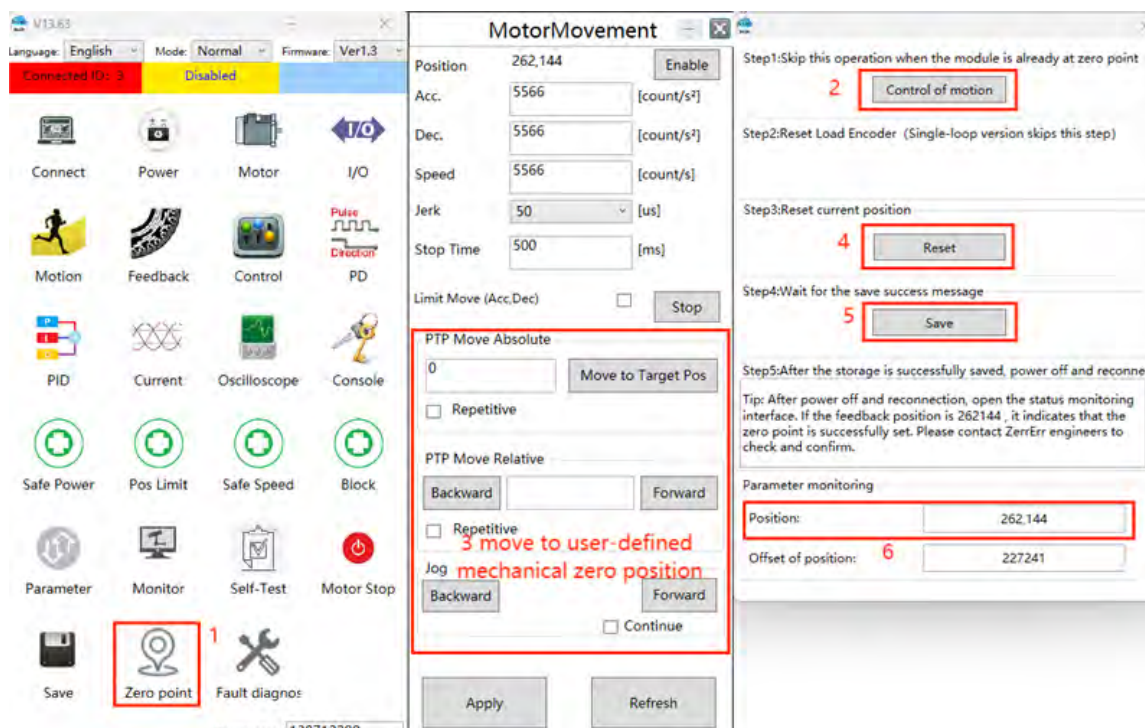 V13.63
Language: English Mode: Normal Firmware: Ver1.3
Connected ID: 3 Disabled
Connect Power Motor I/O
Motion Feedback Control PD
Pulse
Direction
PID Current Oscilloscope Console
Safe Power Pos Limit Safe Speed Block
Parameter Monitor Self-Test Motor Stop
1
Save Zero point Fault diagnos
MotorMovement
Position 262,144 Enable
Acc. 5566 [count/s²]
Dec. 5566 [count/s²]
Speed 5566 [count/s]
Jerk 50 [us]
Stop Time 500 [ms]
Limit Move (Acc,Dec) Stop
PTP Move Absolute
0 Move to Target Pos
Repetitive
PTP Move Relative
Backward Forward
Repetitive
3 move to user-defined
mechanical zero position
Jog
Backward Forward
Continue
Apply Refresh
Step1:Skip this operation when the module is already at zero point
2 Control of motion
Step2:Reset Load Encoder (Single-loop version skips this step)
Step3:Reset current position
4 Reset
Step4:Wait for the save success message
5 Save
Step5:After the storage is successfully saved, power off and reconne
Tip: After power off and reconnection, open the status monitoring
interface. If the feedback position is 262144 , it indicates that the
zero point is successfully set. Please contact ZerrErr engineers to
check and confirm.
Parameter monitoring
Position: 262,144
6
Offset of position: 227241